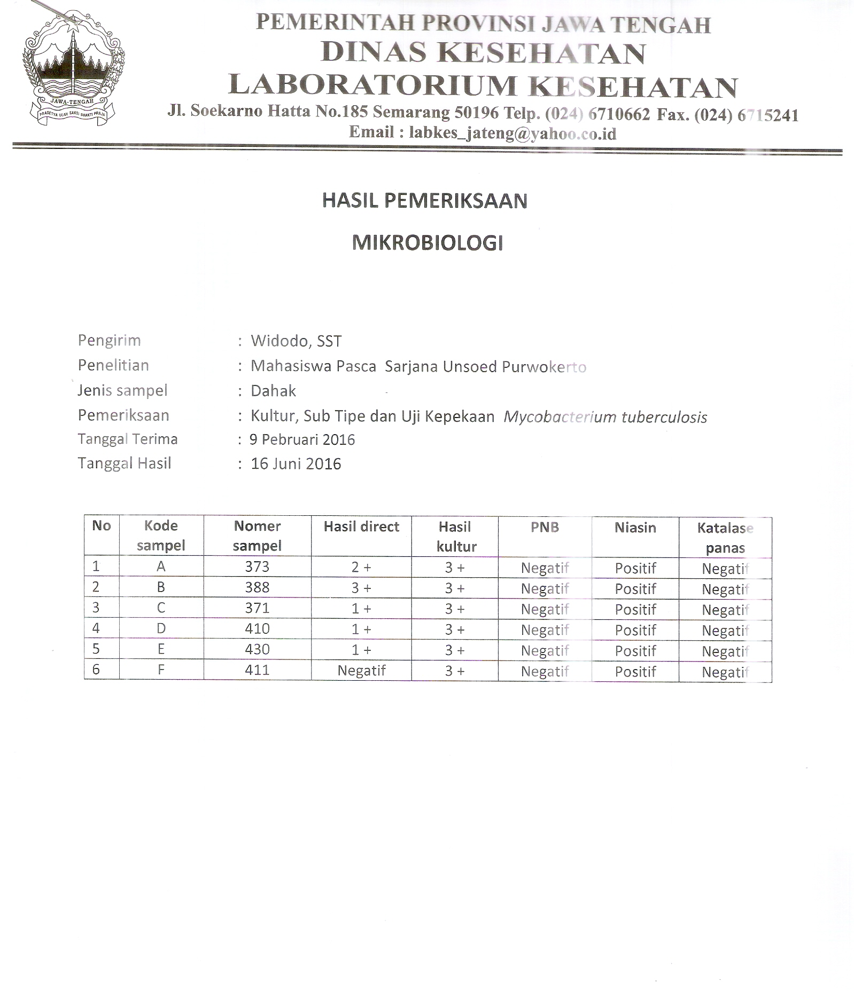 PEMERINTAH PROVINSI JAWA TENGAH
DINAS KESEHATAN
LABORATORIUM KESEHATAN
Jl. Soekarno Hatta No.185 Semarang 50196 Telp. (024) 6710662 Fax. (024) 6715241
Email : labkes_jateng@yahoo.co.id
JAWA-TENGAH
PRASETYA ULAH SAKTI BHAKTI PRAJA
HASIL PEMERIKSAAN
MIKROBIOLOGI
Pengirim : Widodo, SST
Penelitian : Mahasiswa Pasca Sarjana Unsoed Purwokerto
Jenis sampel : Dahak
Pemeriksaan : Kultur, Sub Tipe dan Uji Kepekaan Mycobacterium tuberculosis
Tanggal Terima : 9 Pebruari 2016
Tanggal Hasil : 16 Juni 2016
No Kode sampel Nomer sampel Hasil direct Hasil kultur PNB Niasin Katalase panas
1 A 373 2 + 3 + Negatif Positif Negatif
2 B 388 3 + 3 + Negatif Positif Negatif
3 C 371 1 + 3 + Negatif Positif Negatif
4 D 410 1 + 3 + Negatif Positif Negatif
5 E 430 1 + 3 + Negatif Positif Negatif
6 F 411 Negatif 3 + Negatif Positif Negatif